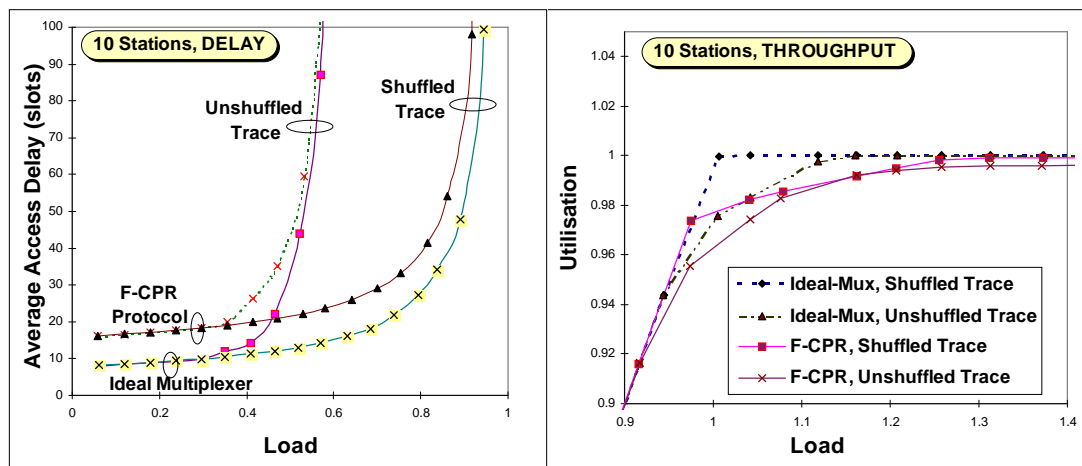 10 Stations, DELAY
Average Access Delay (slots)
100
90
80
70
60
50
40
30
20
10
0
Unshuffled
Trace
Shuffled
Trace
F-CPR
Protocol
Ideal Multiplexer
0
0.2
0.4
0.6
0.8
1
Load
10 Stations, THROUGHPUT
Utilisation
1.04
1.02
1
0.98
0.96
0.94
0.92
0.9
Ideal-Mux, Shuffled Trace
Ideal-Mux, Unshuffled Trace
F-CPR, Shuffled Trace
F-CPR, Unshuffled Trace
0.9
1
1.1
1.2
1.3
1.4
Load